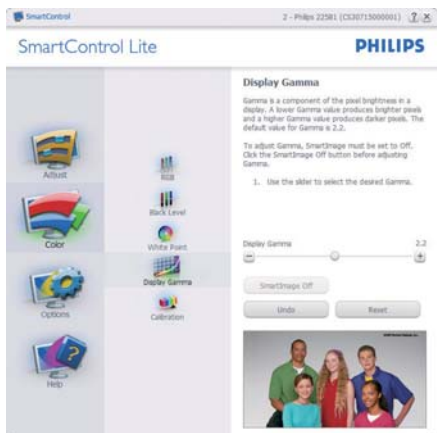 SmartControl
2 - Philips 225B1 (CS30715000001)
SmartControl Lite
PHILIPS
Adjust
Color
Options
Help
RGB
Black Level
White Point
Display Gamma
Calibration
Display Gamma
Gamma is a component of the pixel brightness in a
display. A lower Gamma value produces brighter pixels
and a higher Gamma value produces darker pixels. The
default value for Gamma is 2.2.
To adjust Gamma, SmartImage must be set to Off.
Click the SmartImage Off button before adjusting
Gamma.
1. Use the slider to select the desired Gamma.
Display Gamma
2.2
SmartImage Off
Undo
Reset